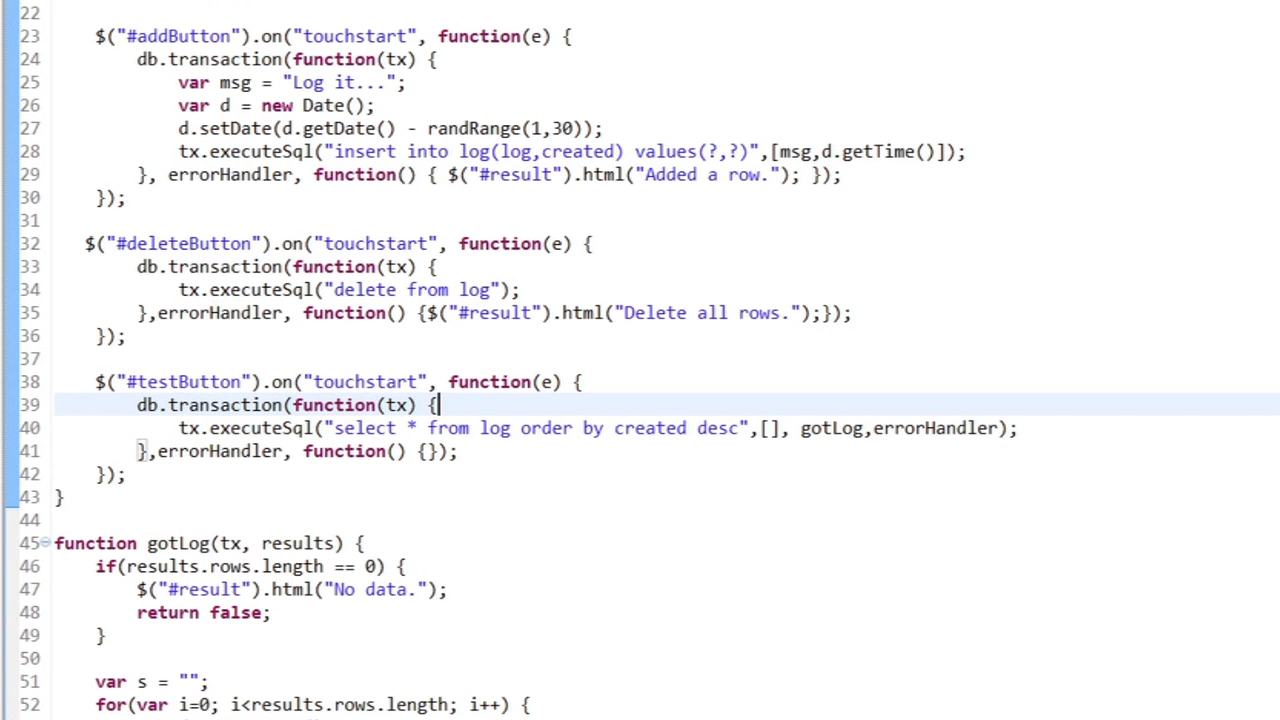 22
23 $("#addButton").on("touchstart", function(e) {
24 db.transaction(function(tx) {
25 var msg = "Log it...";
26 var d = new Date();
27 d.setDate(d.getDate() - randRange(1,30));
28 tx.executeSql("insert into log(log,created) values(?,?)",[msg,d.getTime()]);
29 }, errorHandler, function() { $("#result").html("Added a row."); });
30 });
31
32 $("#deleteButton").on("touchstart", function(e) {
33 db.transaction(function(tx) {
34 tx.executeSql("delete from log");
35 },errorHandler, function() {$("#result").html("Delete all rows.");});
36 });
37
38 $("#testButton").on("touchstart", function(e) {
39 db.transaction(function(tx) {
40 tx.executeSql("select * from log order by created desc",[], gotLog,errorHandler);
41 },errorHandler, function() {});
42 });
43 }
44
45 function gotLog(tx, results) {
46 if(results.rows.length == 0) {
47 $("#result").html("No data.");
48 return false;
49 }
50
51 var s = "";
52 for(var i=0; i<results.rows.length; i++) {